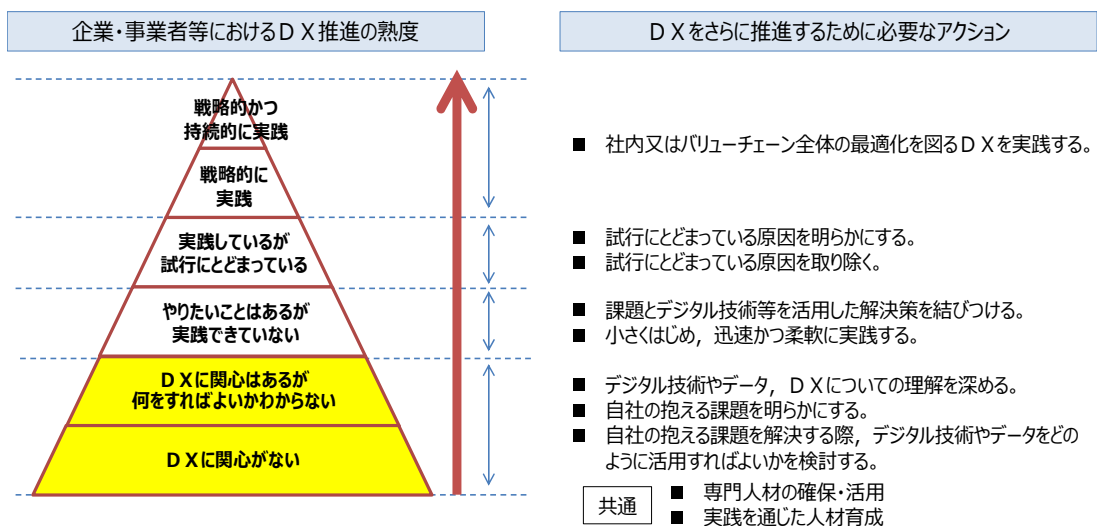 企業・事業者等におけるDX推進の熟度
戦略的かつ
持続的に実践
戦略的に
実践
実践しているが
試行にとどまっている
やりたいことはあるが
実践できていない
DXに関心はあるが
何をすればよいかわからない
DXに関心がない
DXをさらに推進するために必要なアクション
■ 社内又はバリューチェーン全体の最適化を図るDXを実践する。
■ 試行にとどまっている原因を明らかにする。
■ 試行にとどまっている原因を取り除く。
■ 課題とデジタル技術等を活用した解決策を結びつける。
■ 小さくはじめ，迅速かつ柔軟に実践する。
■ デジタル技術やデータ，DXについての理解を深める。
■ 自社の抱える課題を明らかにする。
■ 自社の抱える課題を解決する際，デジタル技術やデータをどの
ように活用すればよいかを検討する。
共通
■ 専門人材の確保・活用
■ 実践を通じた人材育成